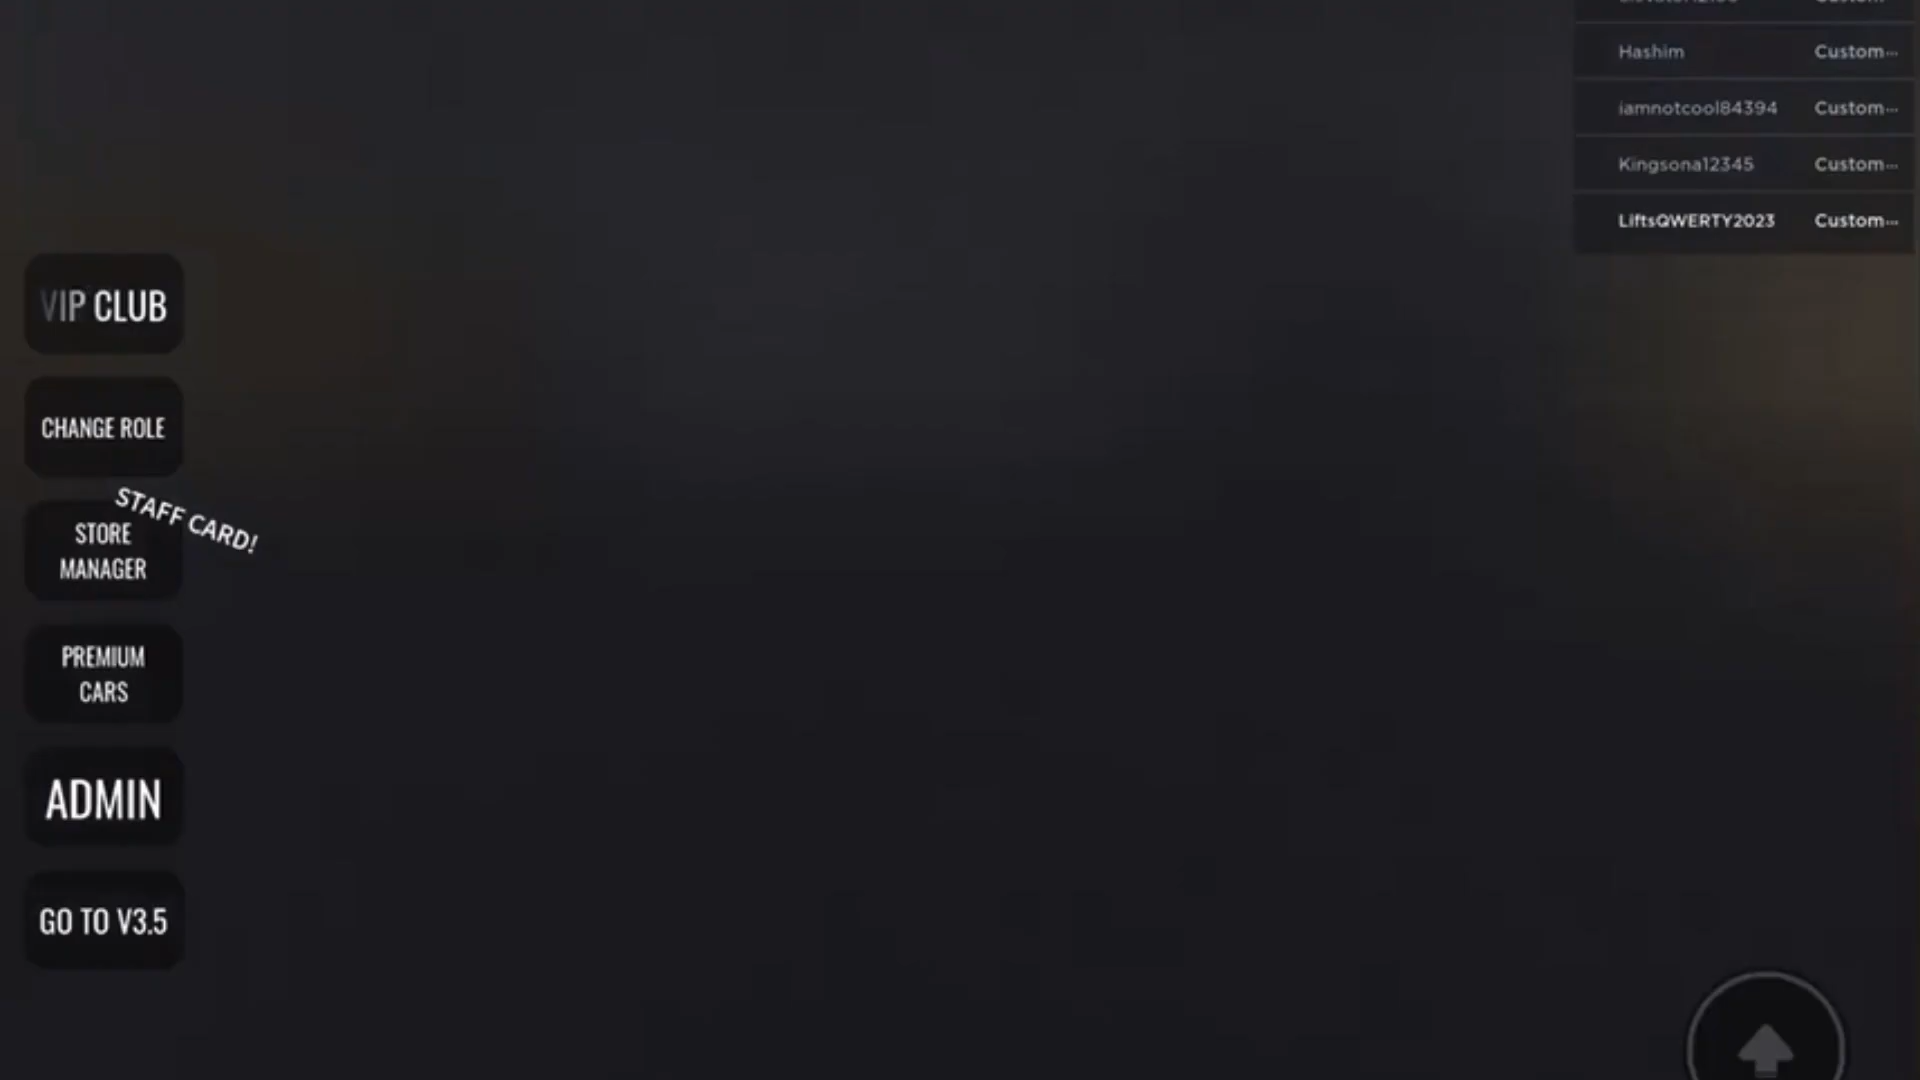 Custom...
Hashim Custom...
iamnotcool84394 Custom...
Kingsona12345 Custom...
LiftsQWERTY2023 Custom...
VIP CLUB
CHANGE ROLE
STAFF CARD!
STORE
MANAGER
PREMIUM
CARS
ADMIN
GO TO V3.5